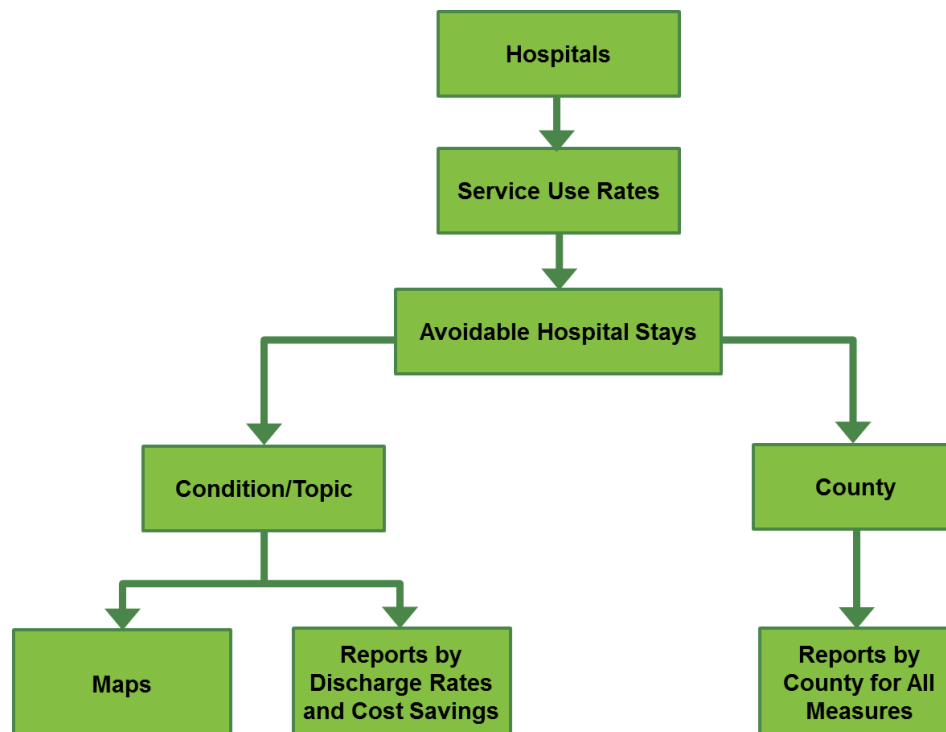 Hospitals
Service Use Rates
Avoidable Hospital Stays
Condition/Topic
County
Maps
Reports by
Discharge Rates
and Cost Savings
Reports by
County for All
Measures